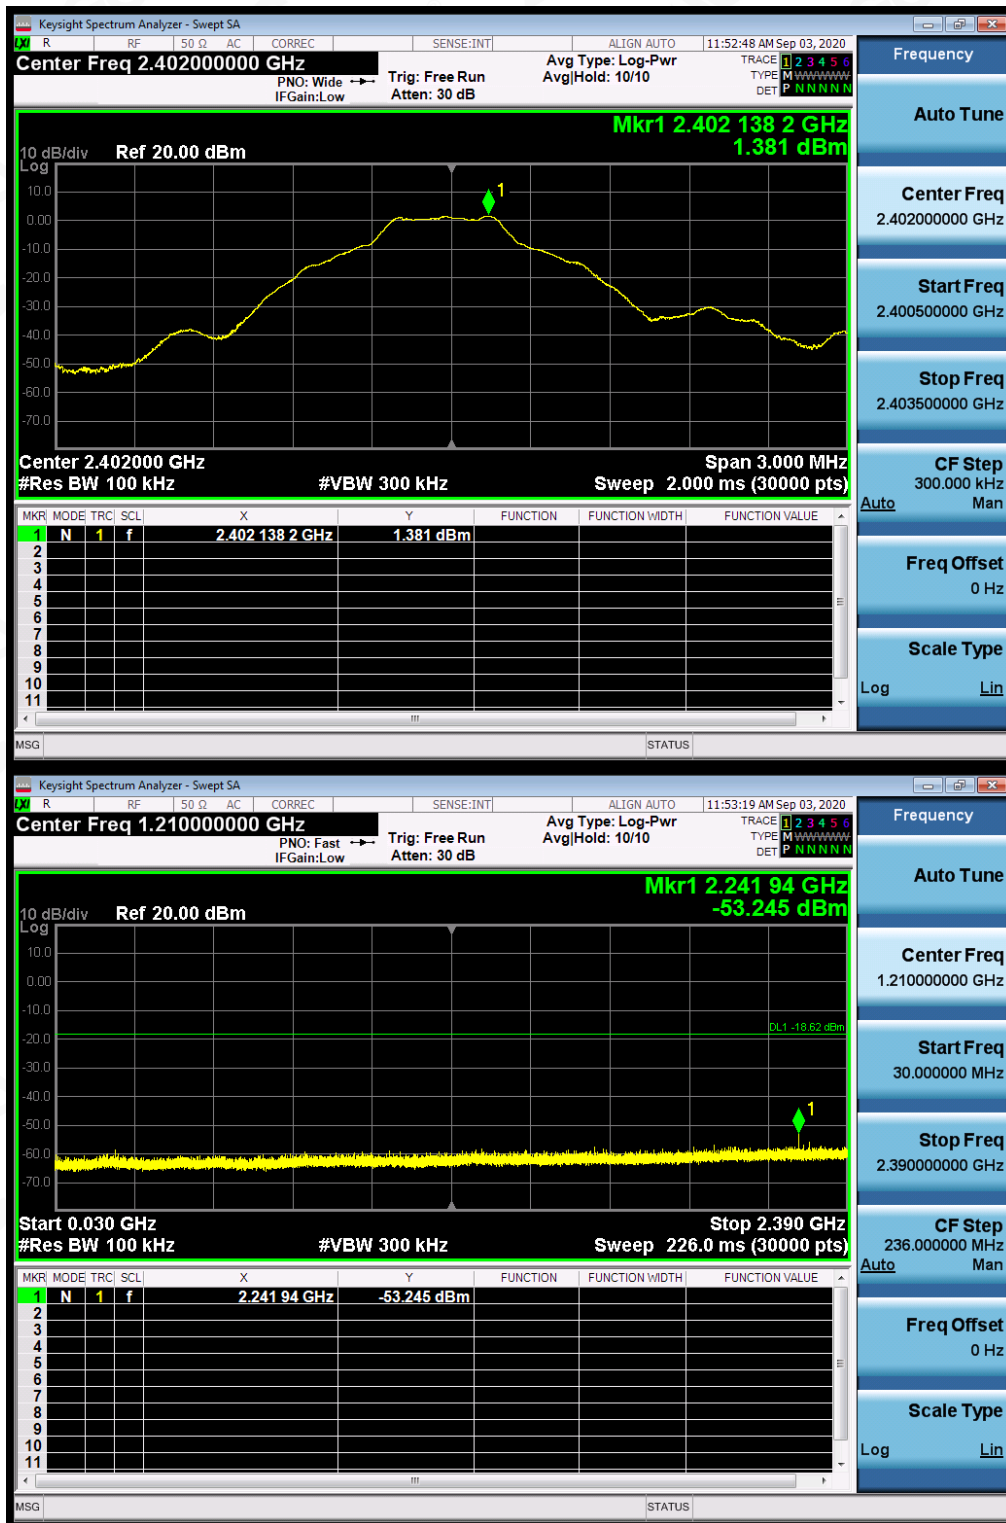 Keysight Spectrum Analyzer - Swept SA
LXI R RF 50 Ω AC CORREC SENSE:INT ALIGN AUTO 11:52:48 AM Sep 03, 2020
Center Freq 2.402000000 GHz
PNO: Wide
IFGain:Low
Trig: Free Run
Atten: 30 dB
Avg Type: Log-Pwr
Avg|Hold: 10/10
TRACE 1 2 3 4 5 6
TYPE M WWWWW
DET P N N N N N
Mkr1 2.402 138 2 GHz
1.381 dBm
10 dB/div Ref 20.00 dBm
Log
10.0
0.00
-10.0
-20.0
-30.0
-40.0
-50.0
-60.0
-70.0
1
Center 2.402000 GHz Span 3.000 MHz
#Res BW 100 kHz #VBW 300 kHz Sweep 2.000 ms (30000 pts)
MKR MODE TRC SCL X Y FUNCTION FUNCTION WIDTH FUNCTION VALUE
1 N 1 f 2.402 138 2 GHz 1.381 dBm
2
3
4
5
6
7
8
9
10
11
MSG STATUS
Frequency
Auto Tune
Center Freq
2.402000000 GHz
Start Freq
2.400500000 GHz
Stop Freq
2.403500000 GHz
CF Step
300.000 kHz
Auto Man
Freq Offset
0 Hz
Scale Type
Log Lin
Keysight Spectrum Analyzer - Swept SA
LXI R RF 50 Ω AC CORREC SENSE:INT ALIGN AUTO 11:53:19 AM Sep 03, 2020
Center Freq 1.210000000 GHz
PNO: Fast
IFGain:Low
Trig: Free Run
Atten: 30 dB
Avg Type: Log-Pwr
Avg|Hold: 10/10
TRACE 1 2 3 4 5 6
TYPE M WWWWW
DET P N N N N N
Mkr1 2.241 94 GHz
-53.245 dBm
10 dB/div Ref 20.00 dBm
Log
10.0
0.00
-10.0
-20.0
-30.0
-40.0
-50.0
-60.0
-70.0
DL1 -18.62 dBm
1
Start 0.030 GHz Stop 2.390 GHz
#Res BW 100 kHz #VBW 300 kHz Sweep 226.0 ms (30000 pts)
MKR MODE TRC SCL X Y FUNCTION FUNCTION WIDTH FUNCTION VALUE
1 N 1 f 2.241 94 GHz -53.245 dBm
2
3
4
5
6
7
8
9
10
11
MSG STATUS
Frequency
Auto Tune
Center Freq
1.210000000 GHz
Start Freq
30.000000 MHz
Stop Freq
2.390000000 GHz
CF Step
236.000000 MHz
Auto Man
Freq Offset
0 Hz
Scale Type
Log Lin